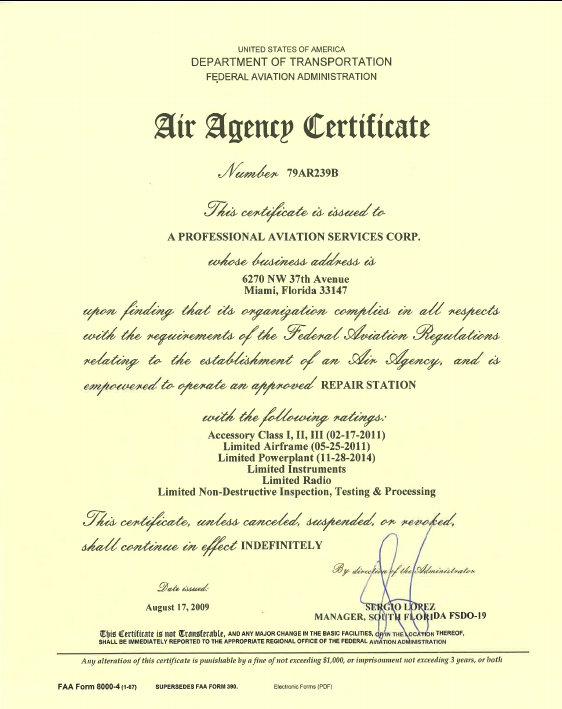 UNITED STATES OF AMERICA
DEPARTMENT OF TRANSPORTATION
FEDERAL AVIATION ADMINISTRATION
Air Agency Certificate
Number 79AR239B
This certificate is issued to
A PROFESSIONAL AVIATION SERVICES CORP.
whose business address is
6270 NW 37th Avenue
Miami, Florida 33147
upon finding that its organization complies in all respects
with the requirements of the Federal Aviation Regulations
relating to the establishment of an Air Agency, and is
empowered to operate an approved REPAIR STATION
with the following ratings:
Accessory Class I, II, III (02-17-2011)
Limited Airframe (05-25-2011)
Limited Powerplant (11-28-2014)
Limited Instruments
Limited Radio
Limited Non-Destructive Inspection, Testing & Processing
This certificate, unless canceled, suspended, or revoked,
shall continue in effect INDEFINITELY
By direction of the Administrator
Date issued:
August 17, 2009
SERGIO LOPEZ
MANAGER, SOUTH FLORIDA FSDO-19
This Certificate is not Transferable, AND ANY MAJOR CHANGE IN THE BASIC FACILITIES, OR IN THE LOCATION THEREOF,
SHALL BE IMMEDIATELY REPORTED TO THE APPROPRIATE REGIONAL OFFICE OF THE FEDERAL AVIATION ADMINISTRATION
Any alteration of this certificate is punishable by a fine of not exceeding $1,000, or imprisonment not exceeding 3 years, or both
FAA Form 8000-4 (1-67) SUPERSEDES FAA FORM 390. Electronic Forms (PDF)